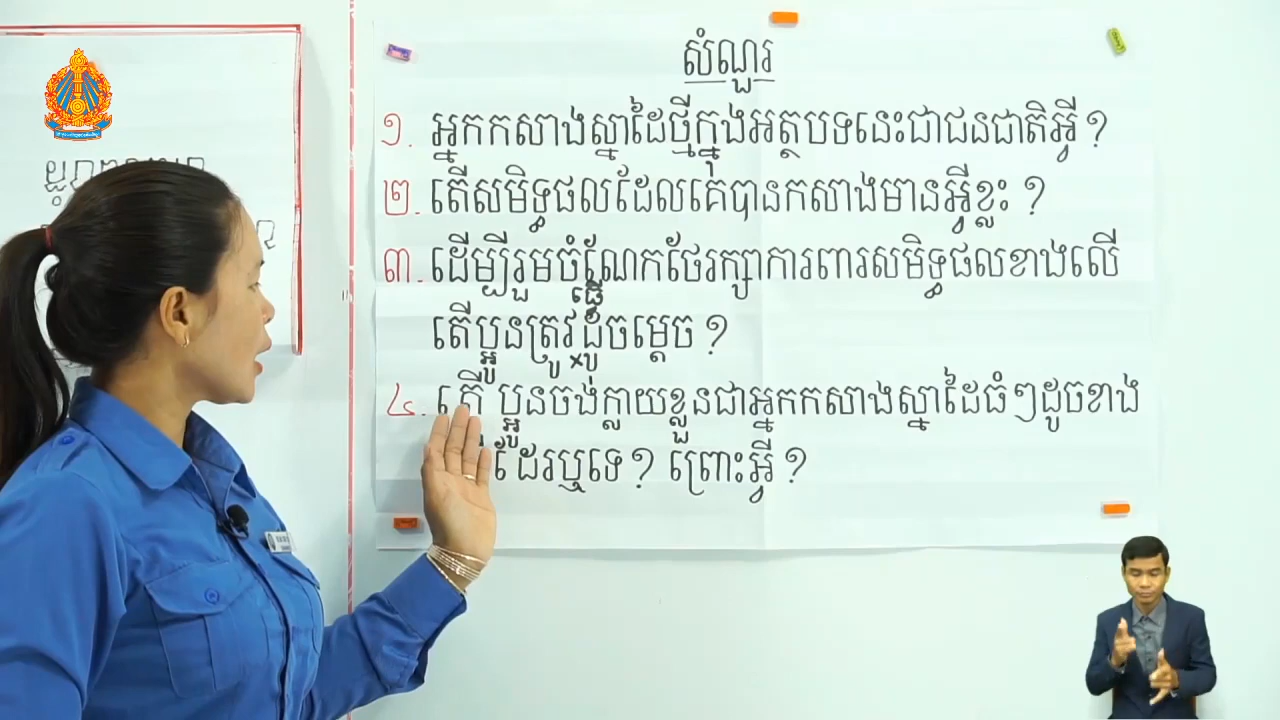 សំណួរ
១. អ្នកកសាងស្នាដៃថ្មីក្នុងអត្ថបទនេះជាជនជាតិអ្វី ?
២. តើសមិទ្ធផលដែលគេបានកសាងមានអ្វីខ្លះ ?
៣. ដើម្បីរួមចំណែកថែរក្សាការពារសមិទ្ធផលខាងលើ
ធ្វើ
តើប្អូនត្រូវដូចម្តេច ?
៤. តើ ប្អូនចង់ក្លាយខ្លួនជាអ្នកកសាងស្នាដៃធំៗដូចខាង
ដែរឬទេ ? ព្រោះអ្វី ?